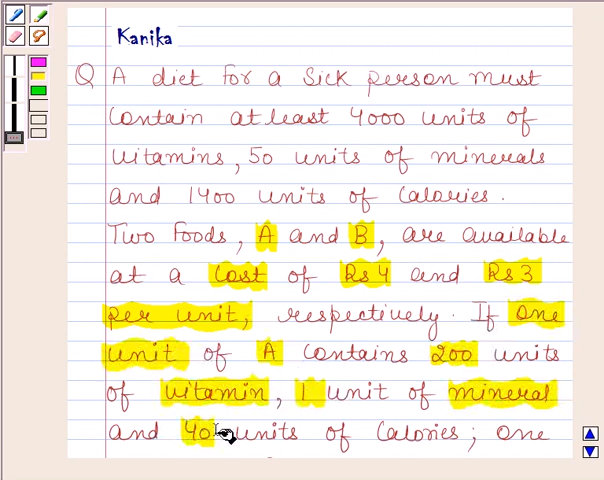 Kanika
Q A diet for a sick person must
contain at least 4000 units of
vitamins, 50 units of minerals
and 1400 units of calories.
Two foods, A and B, are available
at a cost of Rs 4 and Rs 3
per unit, respectively. If one
unit of A contains 200 units
of vitamin, 1 unit of mineral
and 40 units of calories; one